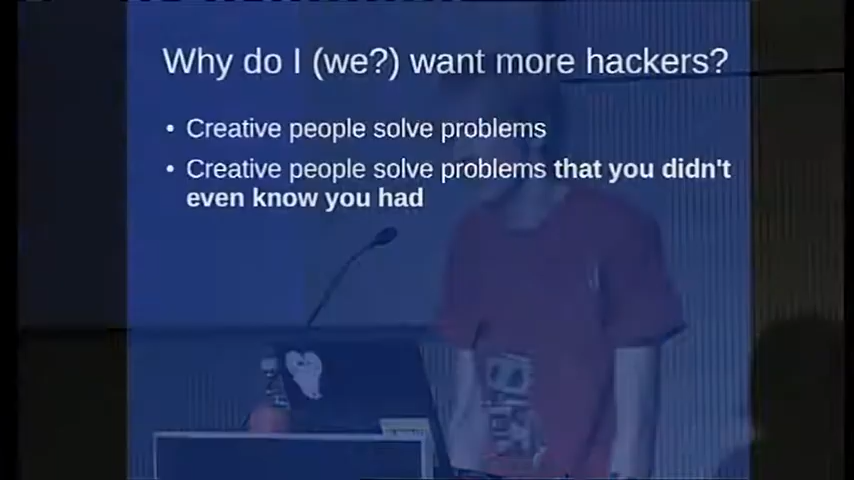 Why do I (we?) want more hackers?
• Creative people solve problems
• Creative people solve problems that you didn't
even know you had